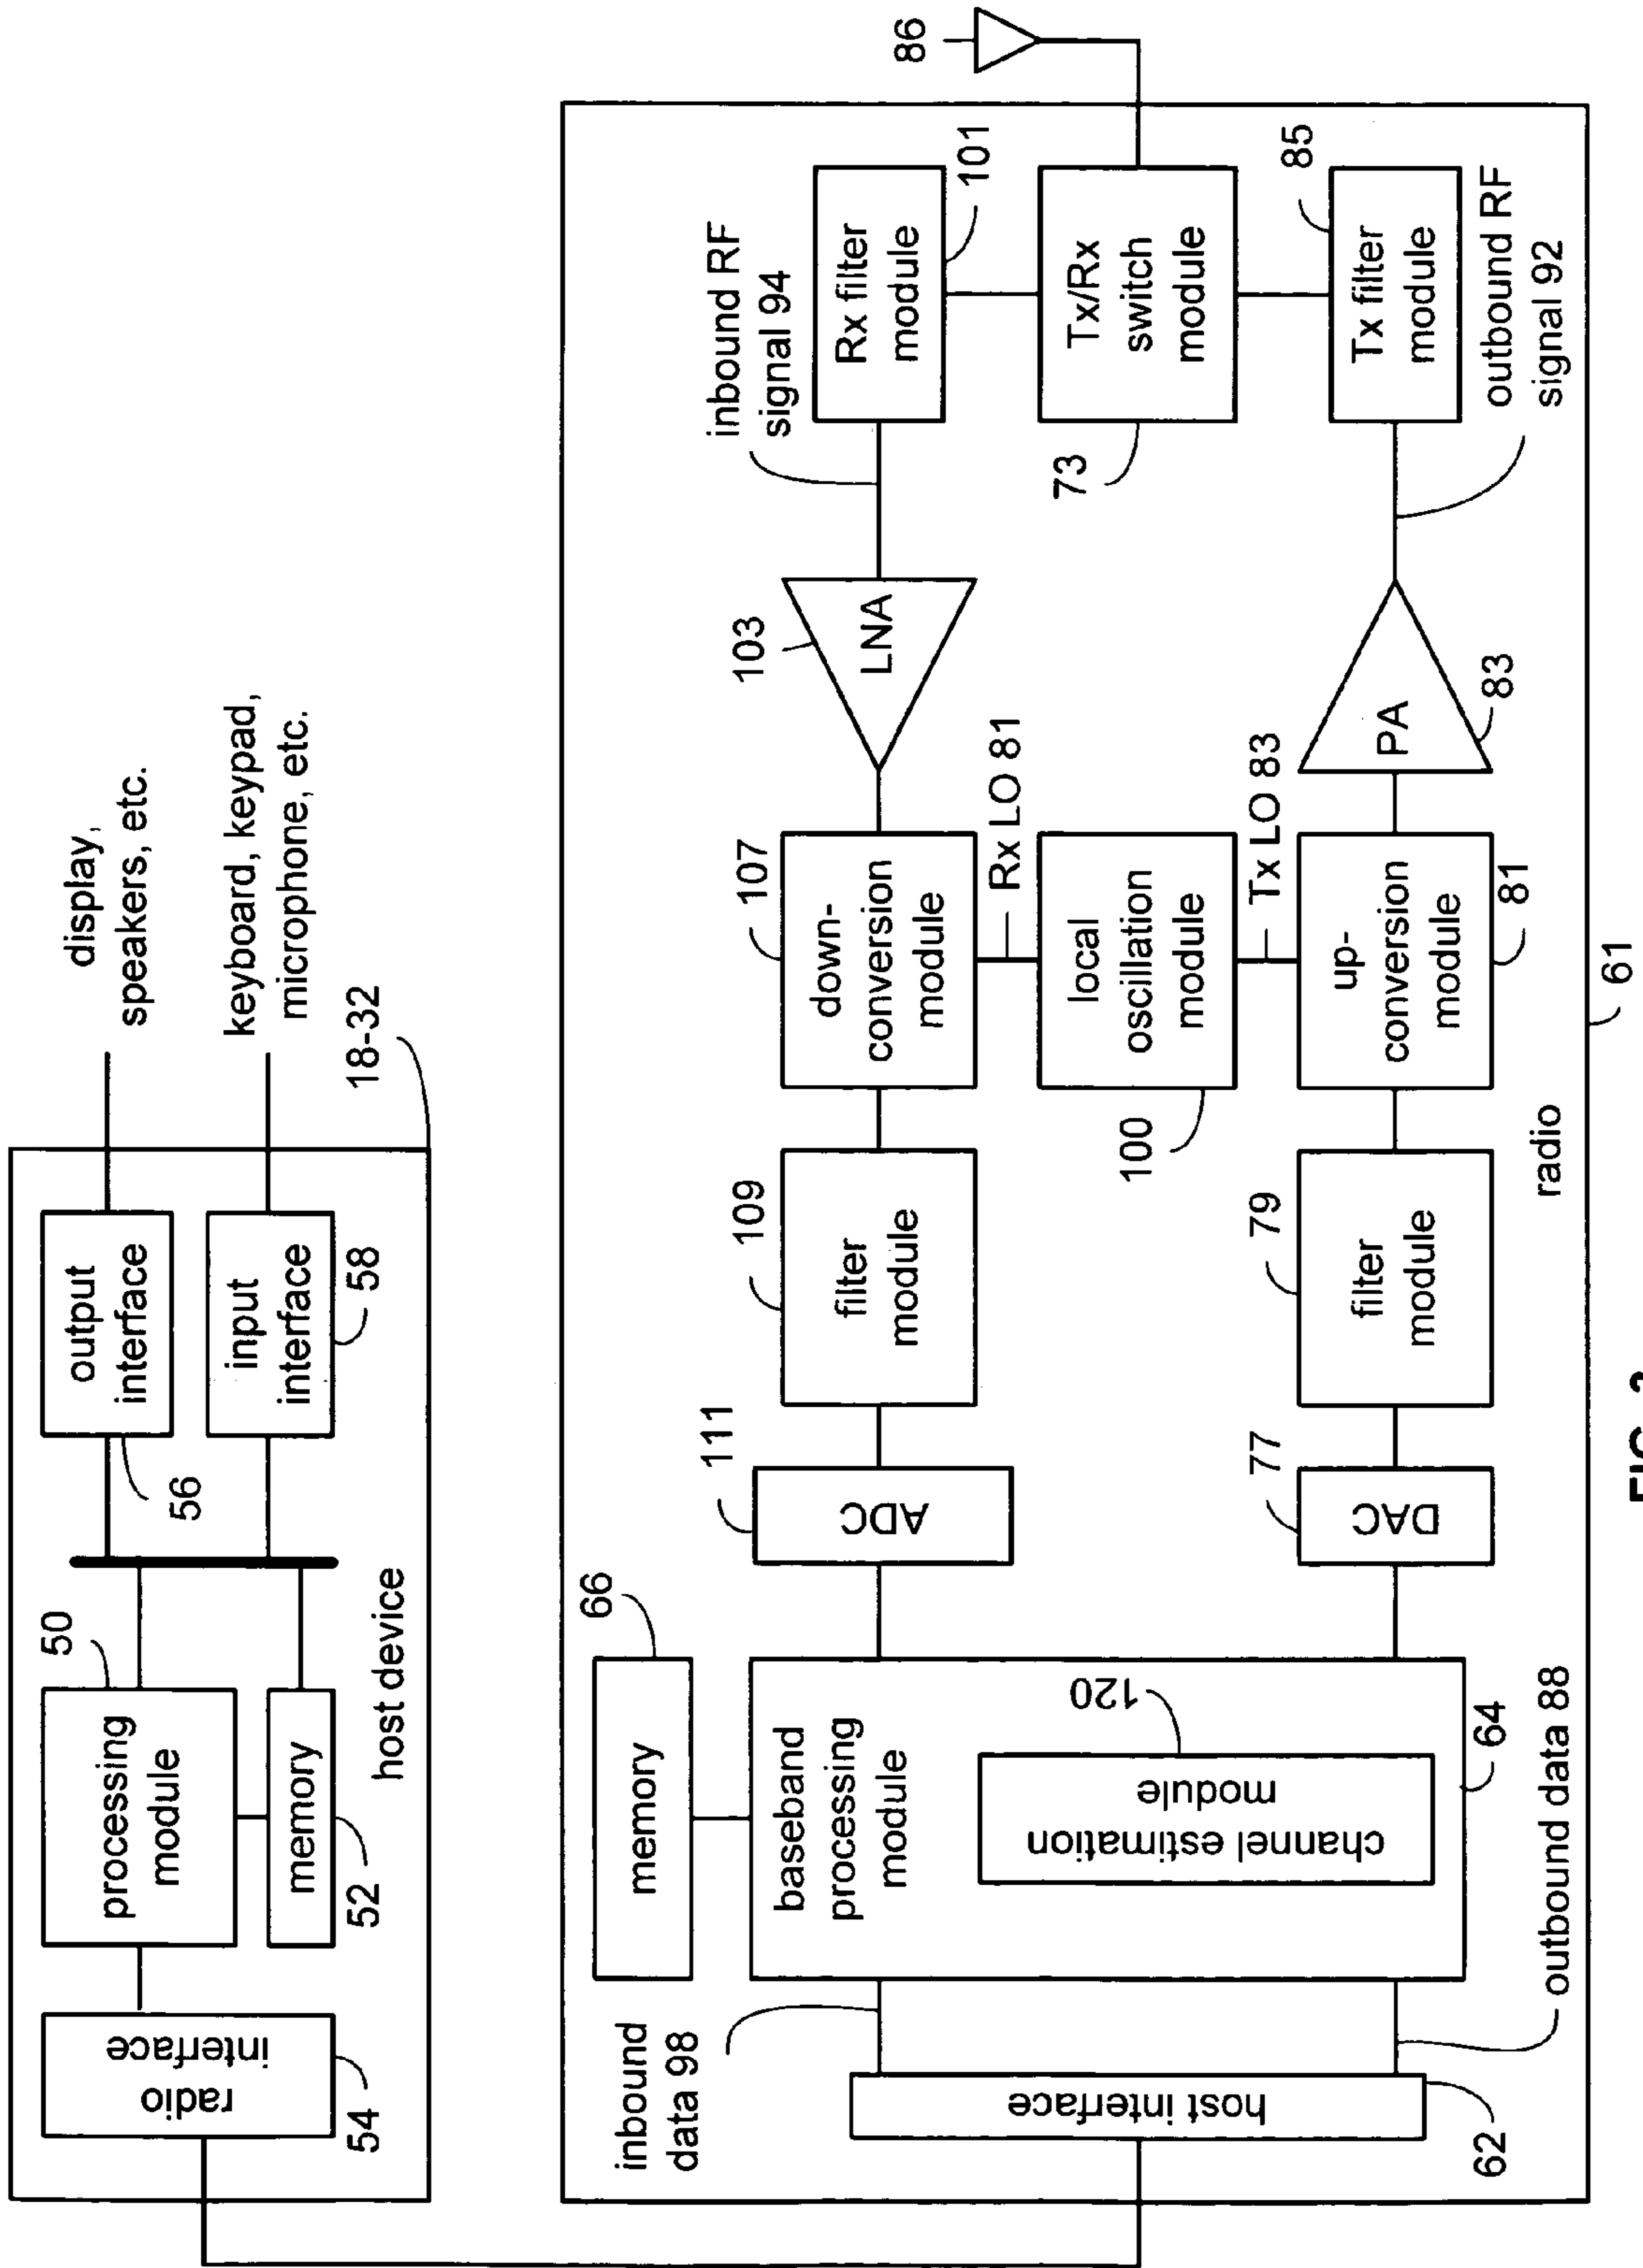 display,
speakers, etc.
keyboard, keypad,
microphone, etc.
18-32
output
interface
56
input
interface
58
50
processing
module
memory
52
host device
radio
interface
54
86
inbound RF
signal 94
Rx filter
module
101
Tx/Rx
switch
module
73
85
Tx filter
module
outbound RF
signal 92
103
LNA
PA
83
107
down-
conversion
module
Rx LO 81
local
oscillation
module
100
Tx LO 83
up-
conversion
module
81
109
filter
module
79
filter
module
radio
61
111
ADC
77
DAC
66
memory
baseband
processing
module
120
channel estimation
module
64
inbound
data 98
outbound data 88
host interface
62
FIG.